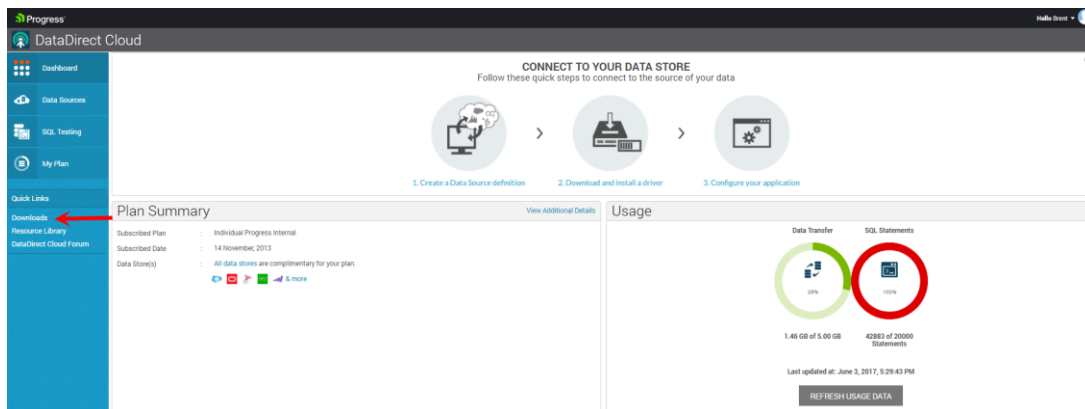 Progress
Hello Brent
DataDirect Cloud
Dashboard
Data Sources
SQL Testing
My Plan
Quick Links
Downloads
Resource Library
DataDirect Cloud Forum
CONNECT TO YOUR DATA STORE
Follow these quick steps to connect to the source of your data
1. Create a Data Source definition
2. Download and install a driver
3. Configure your application
Plan Summary
View Additional Details
Subscribed Plan : Individual Progress Internal
Subscribed Date : 14 November, 2013
Data Store(s) : All data stores are complimentary for your plan.
& more
Usage
Data Transfer
SQL Statements
29%
100%
1.46 GB of 5.00 GB
42883 of 20000
Statements
Last updated at: June 3, 2017, 5:29:43 PM
REFRESH USAGE DATA